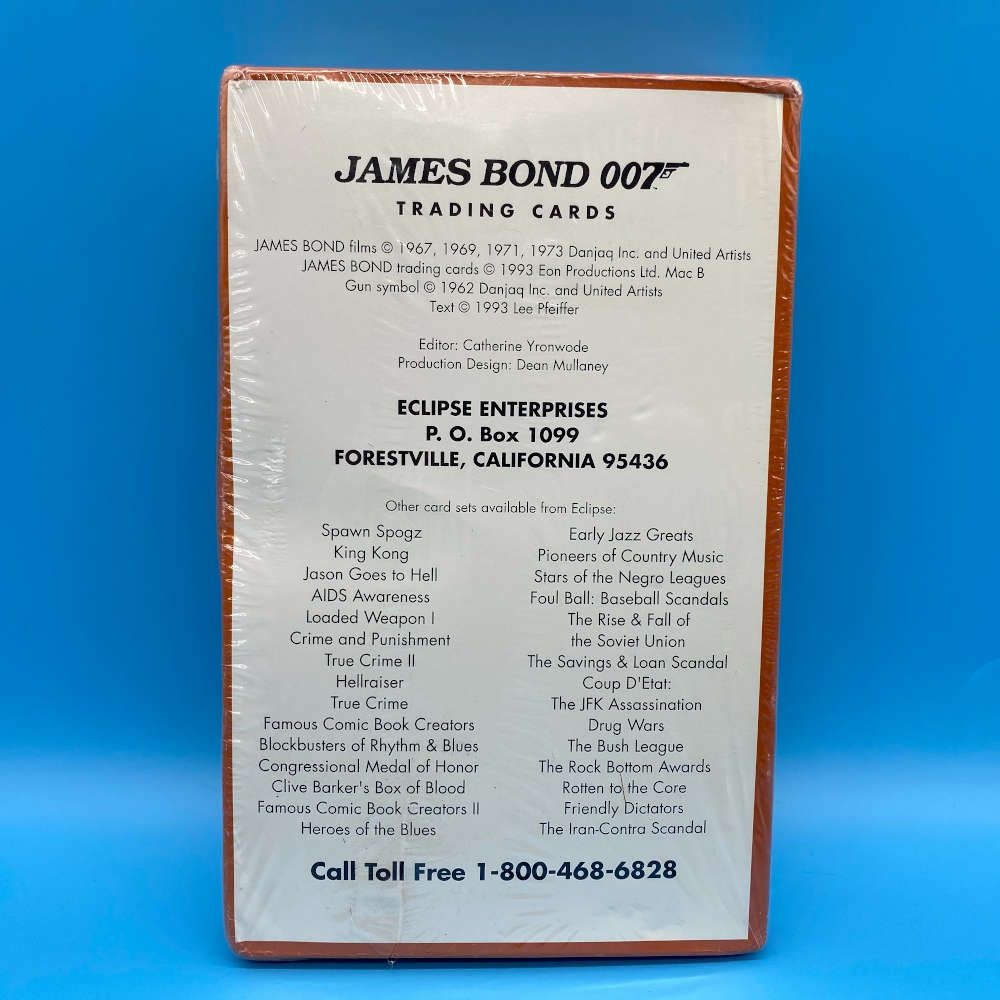 JAMES BOND 007
TRADING CARDS
JAMES BOND films © 1967, 1969, 1971, 1973 Danjaq Inc. and United Artists
JAMES BOND trading cards © 1993 Eon Productions Ltd. Mac B
Gun symbol © 1962 Danjaq Inc. and United Artists
Text © 1993 Lee Pfeiffer
Editor: Catherine Yronwode
Production Design: Dean Mullaney
ECLIPSE ENTERPRISES
P. O. Box 1099
FORESTVILLE, CALIFORNIA 95436
Other card sets available from Eclipse:
Spawn Spogz
King Kong
Jason Goes to Hell
AIDS Awareness
Loaded Weapon I
Crime and Punishment
True Crime II
Hellraiser
True Crime
Famous Comic Book Creators
Blockbusters of Rhythm & Blues
Congressional Medal of Honor
Clive Barker's Box of Blood
Famous Comic Book Creators II
Heroes of the Blues
Early Jazz Greats
Pioneers of Country Music
Stars of the Negro Leagues
Foul Ball: Baseball Scandals
The Rise & Fall of
the Soviet Union
The Savings & Loan Scandal
Coup D'Etat:
The JFK Assassination
Drug Wars
The Bush League
The Rock Bottom Awards
Rotten to the Core
Friendly Dictators
The Iran-Contra Scandal
Call Toll Free 1-800-468-6828